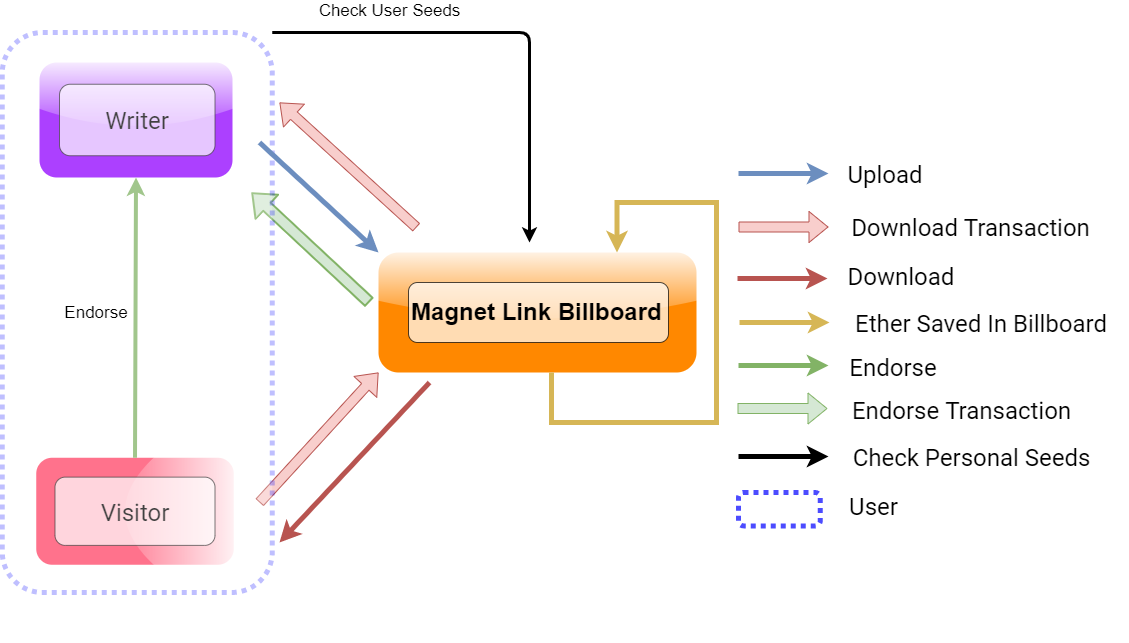 Check User Seeds
Writer
Endorse
Visitor
Magnet Link Billboard
Upload
Download Transaction
Download
Ether Saved In Billboard
Endorse
Endorse Transaction
Check Personal Seeds
User